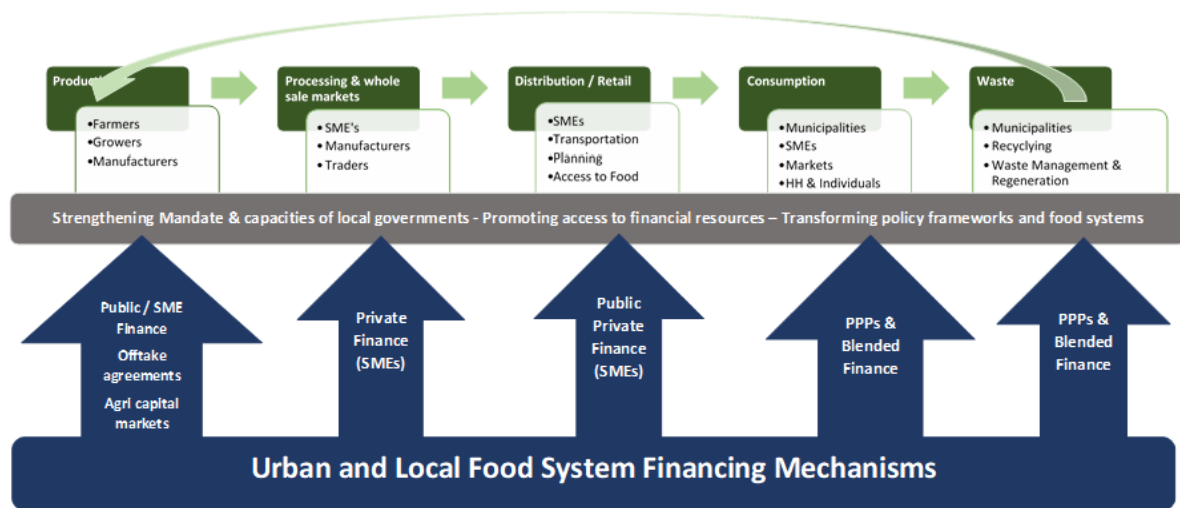 Producti
•Farmers
•Growers
•Manufacturers
Processing & whole
sale markets
•SME's
•Manufacturers
•Traders
Distribution / Retail
•SMEs
•Transportation
•Planning
•Access to Food
Consumption
•Municipalities
•SMEs
•Markets
•HH & Individuals
Waste
•Municipalities
•Recyclying
•Waste Management &
Regeneration
Strengthening Mandate & capacities of local governments - Promoting access to financial resources – Transforming policy frameworks and food systems
Public / SME
Finance
Offtake
agreements
Agri capital
markets
Private
Finance
(SMEs)
Public
Private
Finance
(SMEs)
PPPs &
Blended
Finance
PPPs &
Blended
Finance
Urban and Local Food System Financing Mechanisms